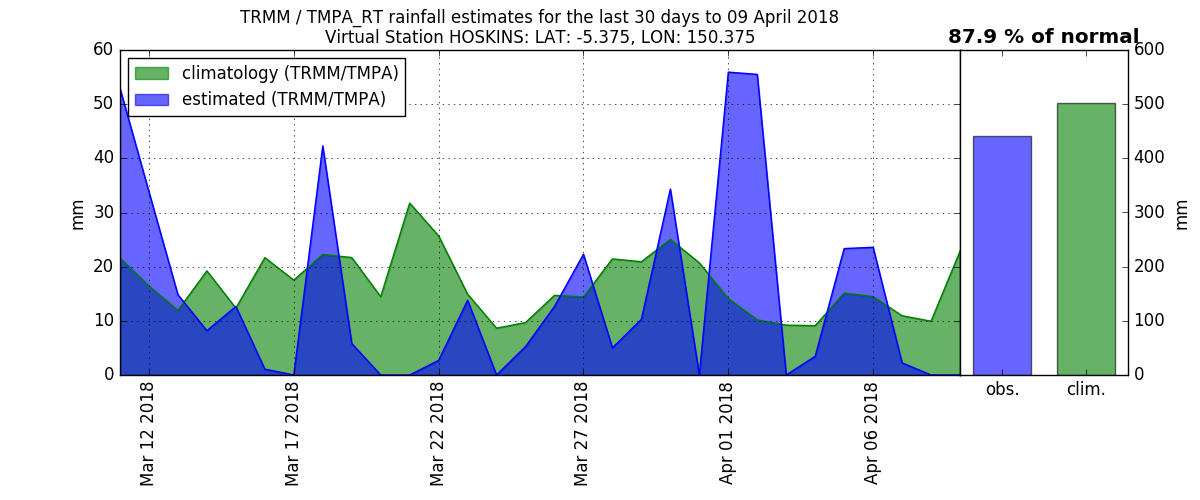 TRMM / TMPA_RT rainfall estimates for the last 30 days to 09 April 2018
Virtual Station HOSKINS: LAT: -5.375, LON: 150.375
87.9 % of normal
climatology (TRMM/TMPA)
estimated (TRMM/TMPA)
60
50
40
30
20
10
0
mm
Mar 12 2018
Mar 17 2018
Mar 22 2018
Mar 27 2018
Apr 01 2018
Apr 06 2018
obs.
clim.
600
500
400
300
200
100
0
mm